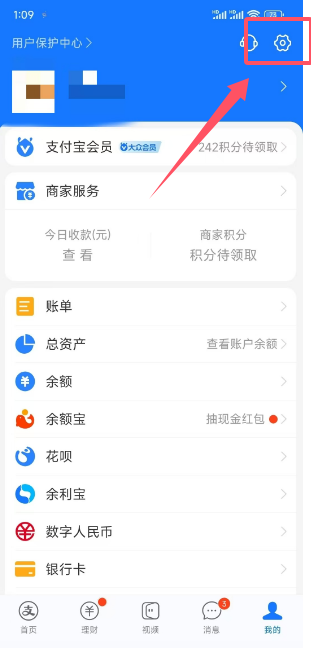 1:09
23
用户保护中心
支付宝会员 大众会员 242积分待领取
商家服务
今日收款(元) 商家积分
查看 积分待领取
账单
总资产 查看账户余额
余额
余额宝 抽现金红包
花呗
余利宝
数字人民币
银行卡
3
首页 理财 视频 消息 我的